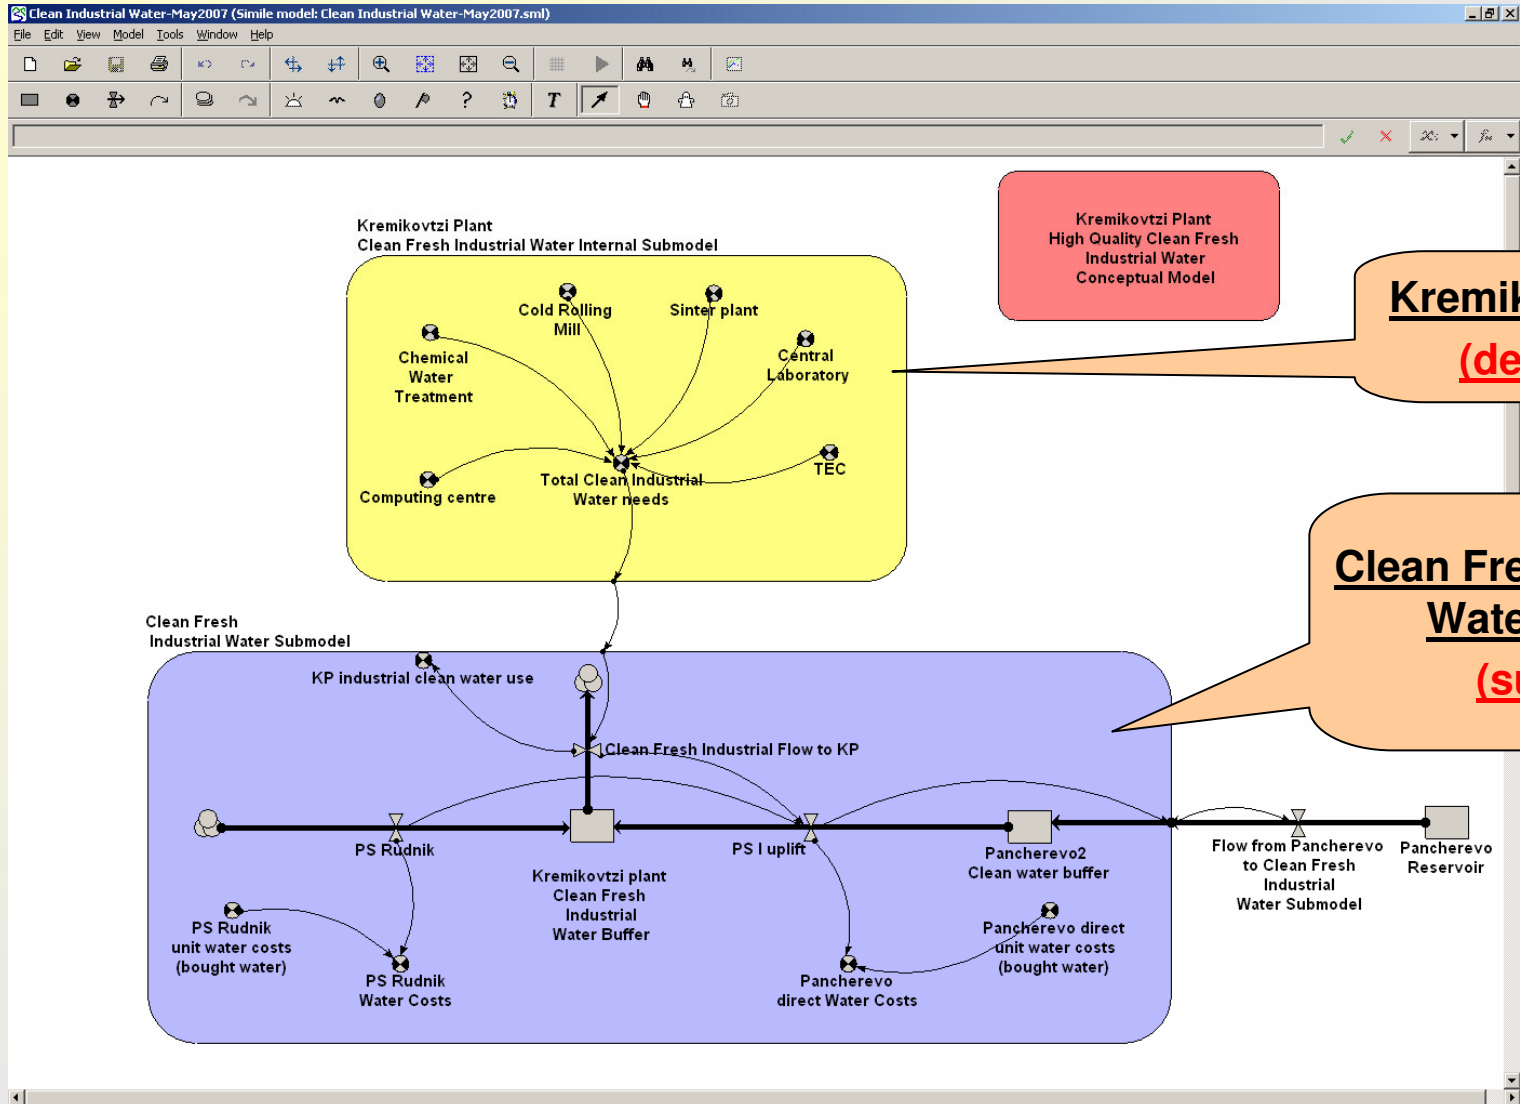 Clean Industrial Water-May2007 (Simile model: Clean Industrial Water-May2007.sml)
File Edit View Model Tools Window Help
Kremikovtzi Plant
Clean Fresh Industrial Water Internal Submodel
Kremikovtzi Plant
High Quality Clean Fresh
Industrial Water
Conceptual Model
Cold Rolling
Mill
Sinter plant
Chemical
Water
Treatment
Central
Laboratory
Computing centre
Total Clean Industrial
Water needs
TEC
Clean Fresh
Industrial Water Submodel
KP industrial clean water use
Clean Fresh Industrial Flow to KP
PS Rudnik
Kremikovtzi plant
Clean Fresh
Industrial
Water Buffer
PS I uplift
Pancherevo2
Clean water buffer
Flow from Pancherevo
to Clean Fresh
Industrial
Water Submodel
Pancherevo
Reservoir
PS Rudnik
unit water costs
(bought water)
PS Rudnik
Water Costs
Pancherevo
direct Water Costs
Pancherevo direct
unit water costs
(bought water)
(de
Clean Fre
Wate
(su